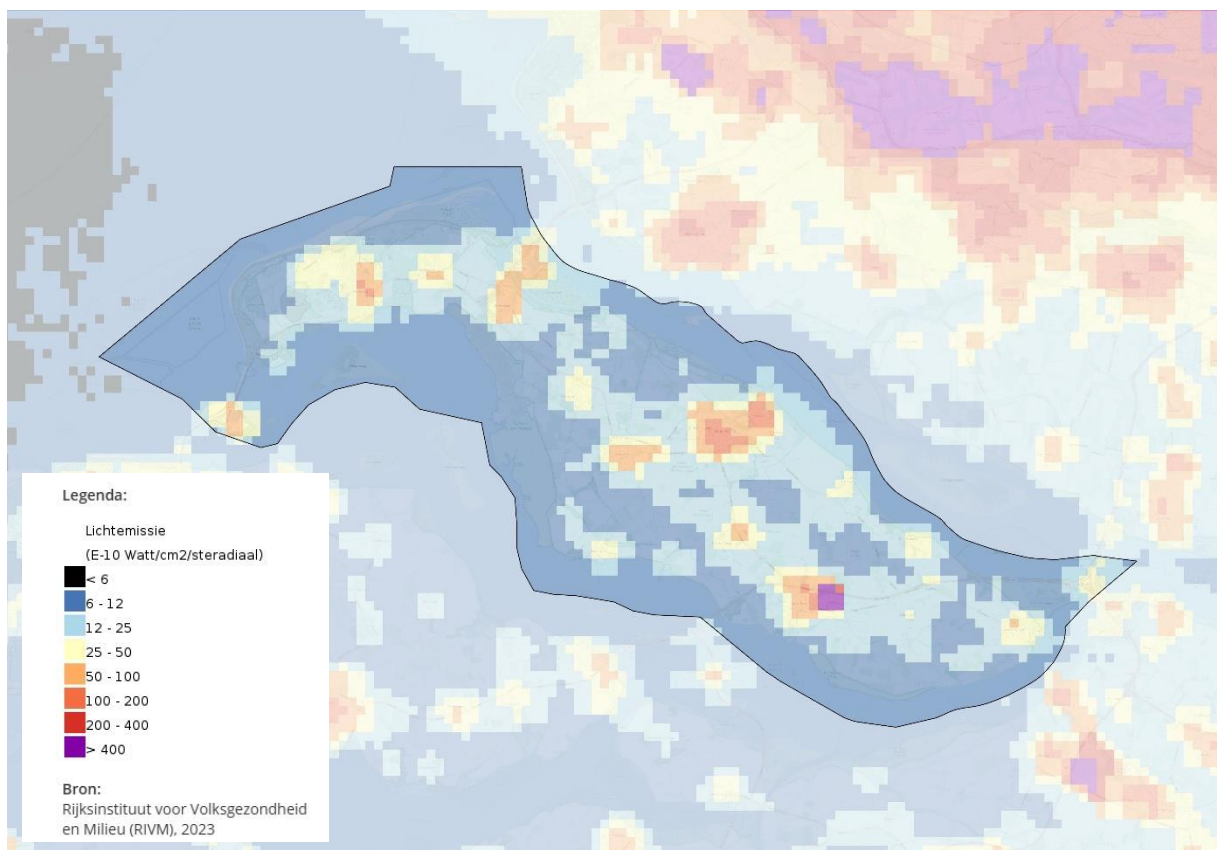 Legenda:
Lichtemissie
(E-10 Watt/cm2/steradiaal)
< 6
6 - 12
12 - 25
25 - 50
50 - 100
100 - 200
200 - 400
> 400
Bron:
Rijksinstituut voor Volksgezondheid
en Milieu (RIVM), 2023